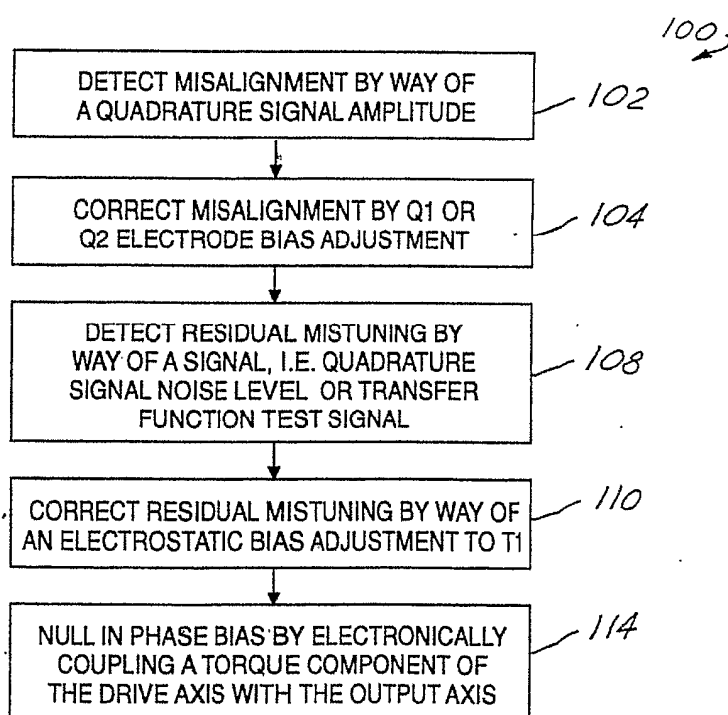 100
DETECT MISALIGNMENT BY WAY OF
A QUADRATURE SIGNAL AMPLITUDE
102
CORRECT MISALIGNMENT BY Q1 OR
Q2 ELECTRODE BIAS ADJUSTMENT
104
DETECT RESIDUAL MISTUNING BY
WAY OF A SIGNAL, I.E. QUADRATURE
SIGNAL NOISE LEVEL OR TRANSFER
FUNCTION TEST SIGNAL
108
CORRECT RESIDUAL MISTUNING BY WAY OF
AN ELECTROSTATIC BIAS ADJUSTMENT TO T1
110
NULL IN PHASE BIAS BY ELECTRONICALLY
COUPLING A TORQUE COMPONENT OF
THE DRIVE AXIS WITH THE OUTPUT AXIS
114